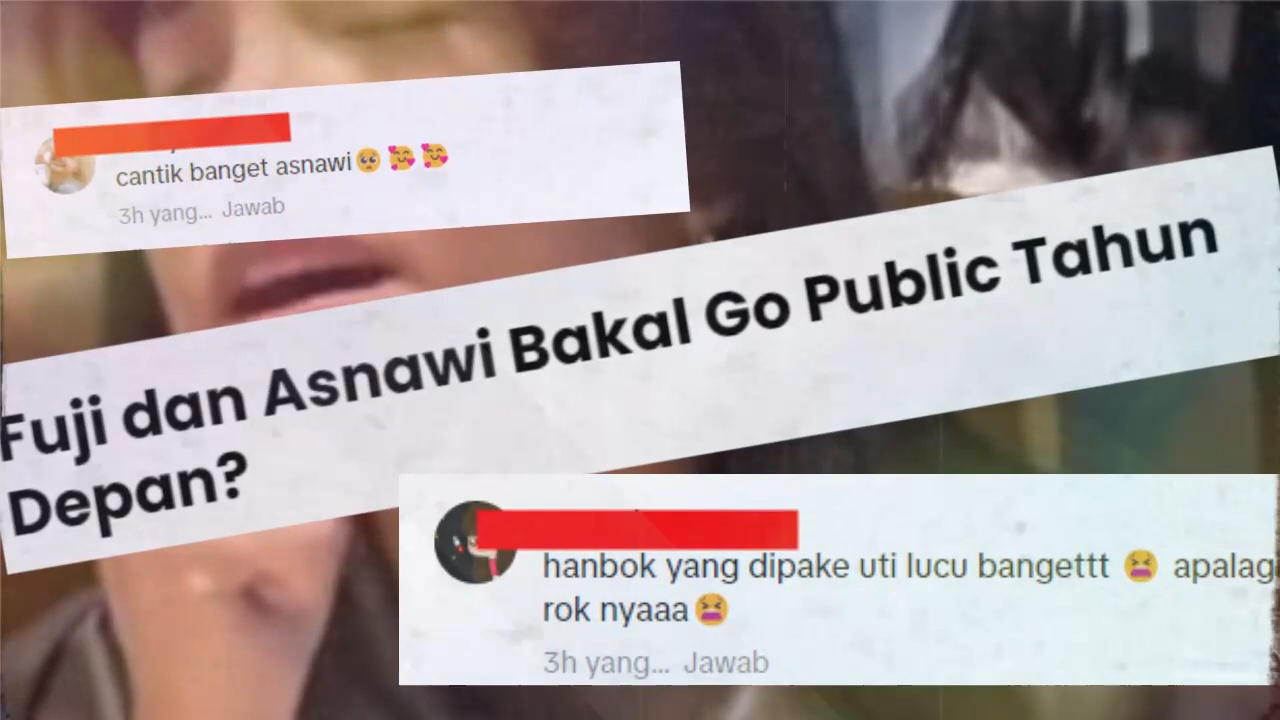 cantik banget asnawi🥺🥰🥰
3h yang... Jawab
Fuji dan Asnawi Bakal Go Public Tahun
Depan?
hanbok yang dipake uti lucu bangettt 😫 apalag
rok nyaaa😫
3h yang... Jawab